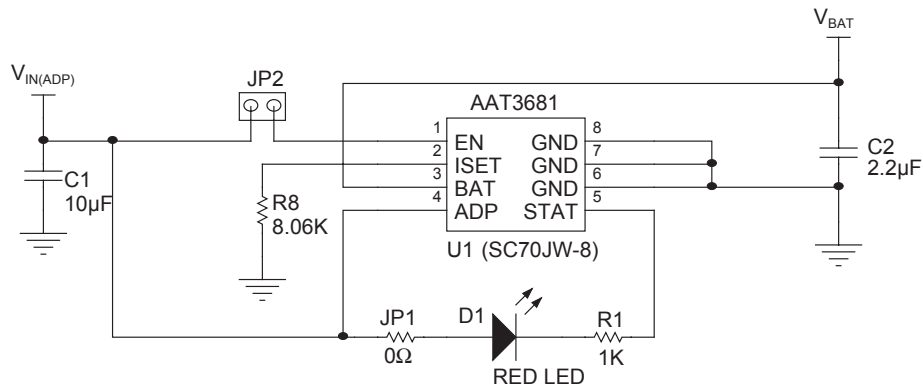 V_BAT
V_IN(ADP)
JP2
AAT3681
1 EN GND 8
2 ISET GND 7
3 BAT GND 6
4 ADP STAT 5
U1 (SC70JW-8)
C1
10µF
R8
8.06K
C2
2.2µF
JP1
0Ω
D1
RED LED
R1
1K